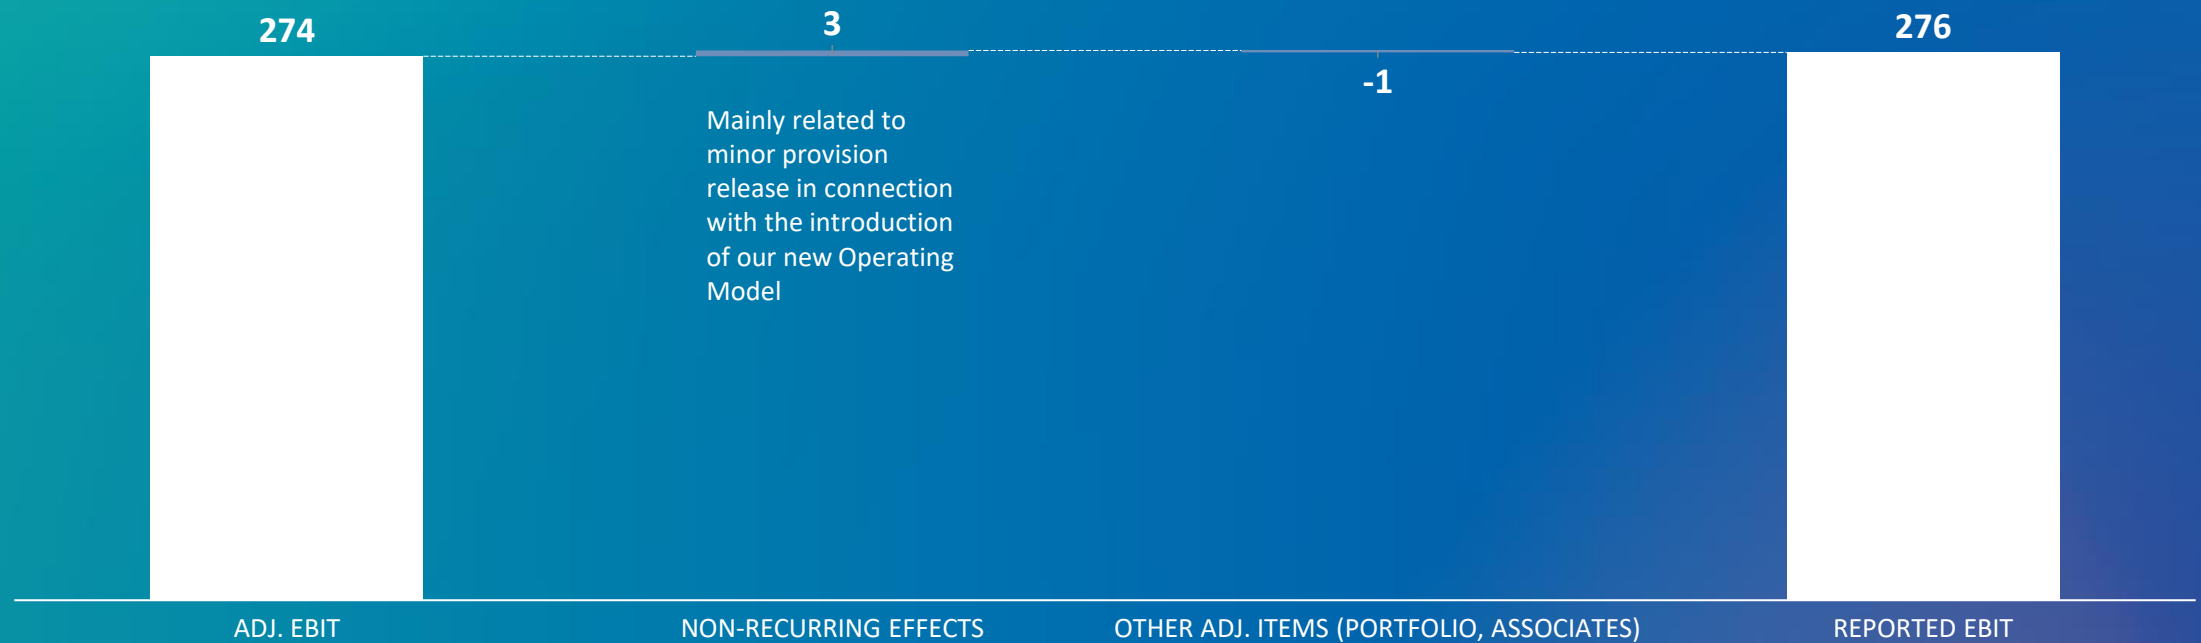 274
3
-1
276
Mainly related to
minor provision
release in connection
with the introduction
of our new Operating
Model
ADJ. EBIT
NON-RECURRING EFFECTS
OTHER ADJ. ITEMS (PORTFOLIO, ASSOCIATES)
REPORTED EBIT